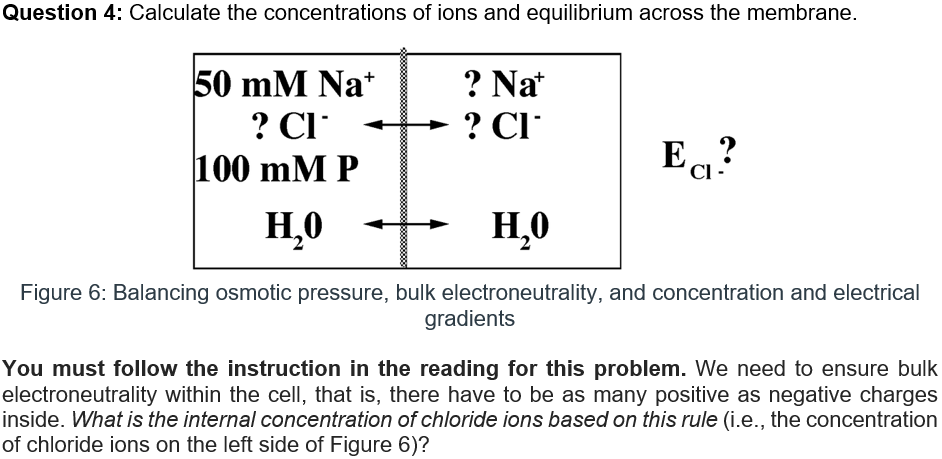 Question 4: Calculate the concentrations of ions and equilibrium across the membrane.
50 mM Na⁺ ? Na⁺
? Cl⁻ ? Cl⁻
E Cl⁻ ?
100 mM P
H₂0 H₂0
Figure 6: Balancing osmotic pressure, bulk electroneutrality, and concentration and electrical
gradients
You must follow the instruction in the reading for this problem. We need to ensure bulk
electroneutrality within the cell, that is, there have to be as many positive as negative charges
inside. What is the internal concentration of chloride ions based on this rule (i.e., the concentration
of chloride ions on the left side of Figure 6)?